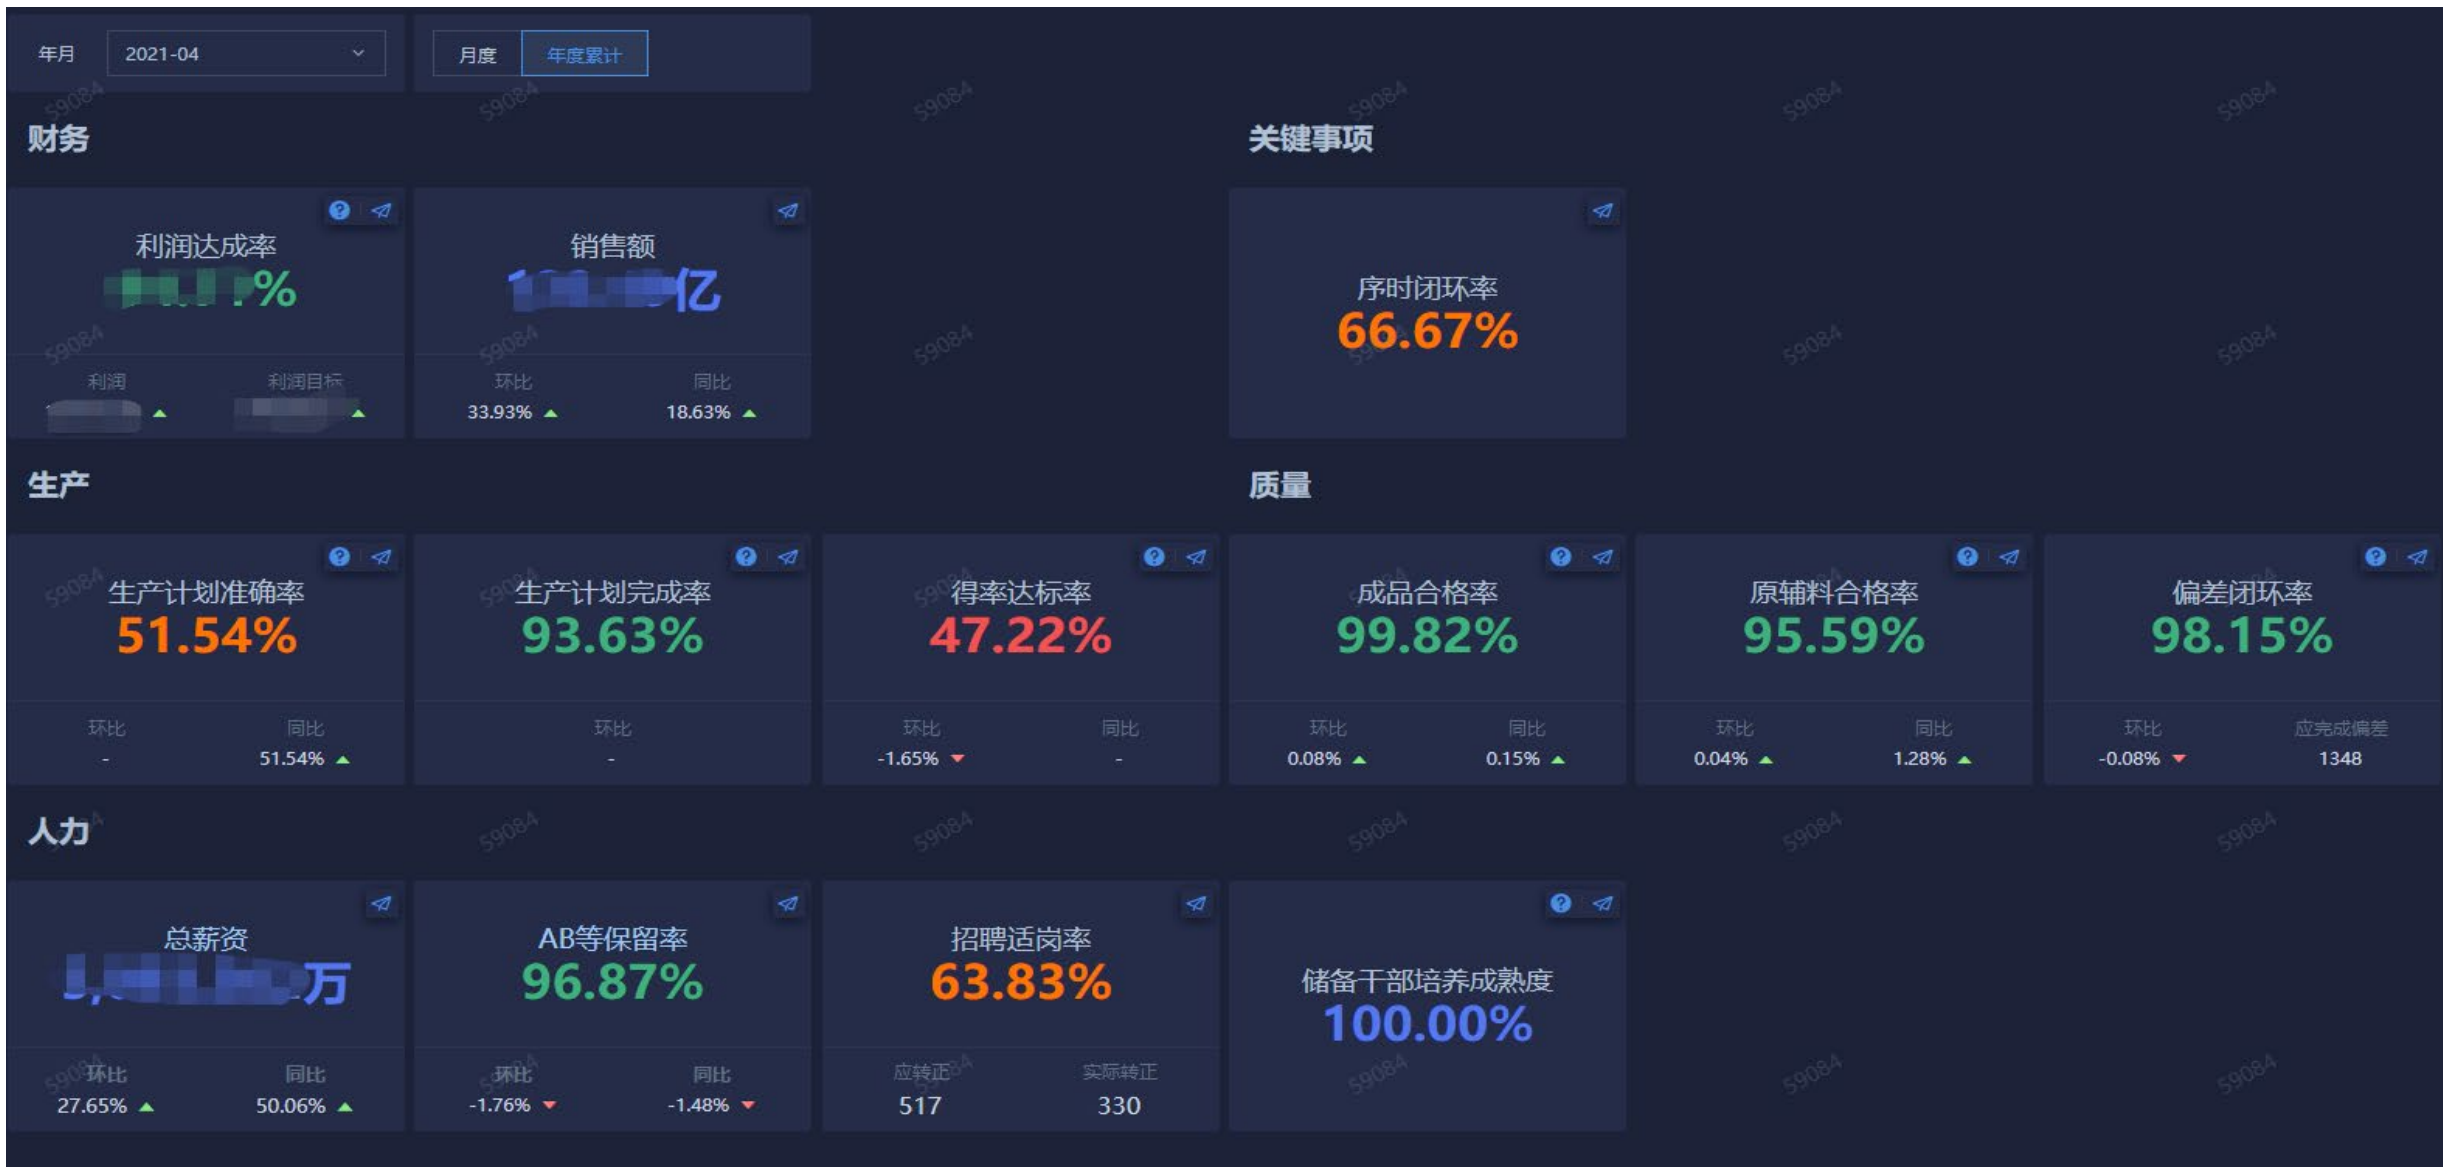 年月 2021-04 月度 年度累计
财务
利润达成率
%
利润 利润目标
销售额
亿
环比 同比
33.93% 18.63%
关键事项
序时闭环率
66.67%
生产
生产计划准确率
51.54%
环比 同比
- 51.54%
生产计划完成率
93.63%
环比
-
得率达标率
47.22%
环比 同比
-1.65% -
质量
成品合格率
99.82%
环比 同比
0.08% 0.15%
原辅料合格率
95.59%
环比 同比
0.04% 1.28%
偏差闭环率
98.15%
环比 应完成偏差
-0.08% 1348
人力
总薪资
万
环比 同比
27.65% 50.06%
AB等保留率
96.87%
环比 同比
-1.76% -1.48%
招聘适岗率
63.83%
应转正 实际转正
517 330
储备干部培养成熟度
100.00%
59084